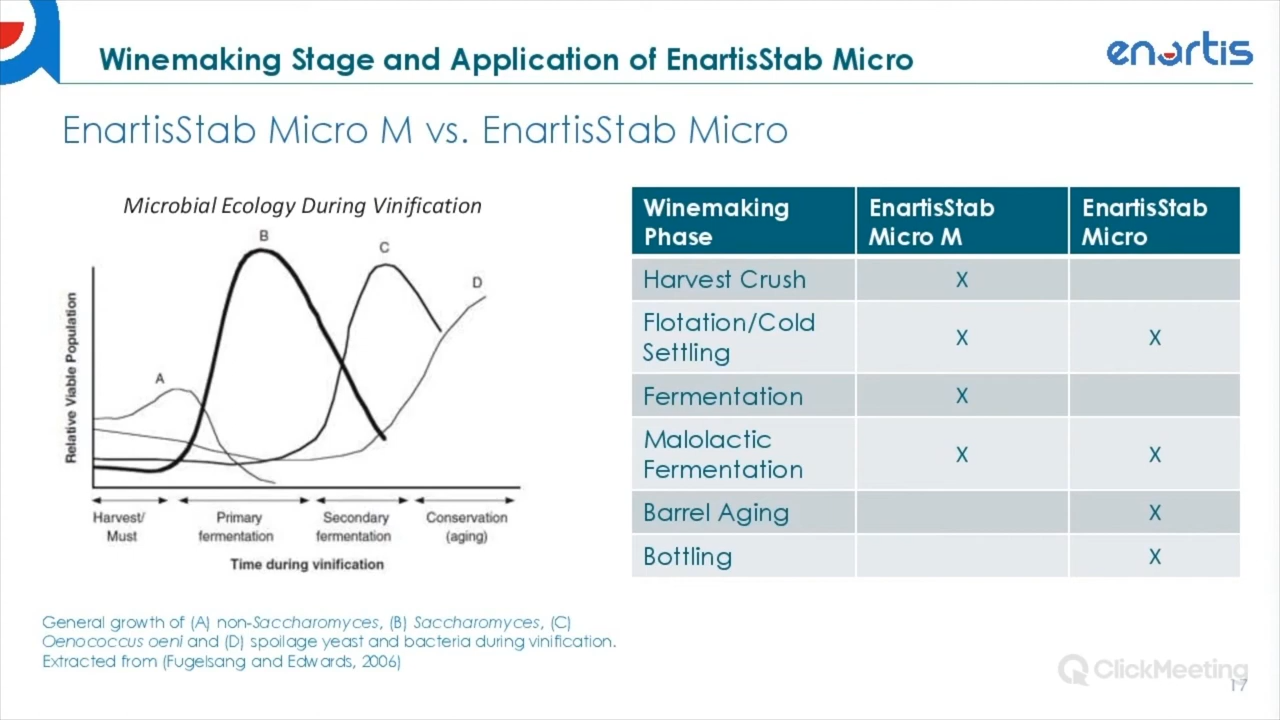 Winemaking Stage and Application of EnartisStab Micro
enartis
EnartisStab Micro M vs. EnartisStab Micro
Microbial Ecology During Vinification
B
C
D
A
Relative Viable Population
Harvest/
Must
Primary
fermentation
Secondary
fermentation
Conservation
(aging)
Time during vinification
General growth of (A) non-Saccharomyces, (B) Saccharomyces, (C)
Oenococcus oeni and (D) spoilage yeast and bacteria during vinification.
Extracted from (Fugelsang and Edwards, 2006)
Winemaking
Phase
EnartisStab
Micro M
EnartisStab
Micro
Harvest Crush
X
Flotation/Cold
Settling
X
X
Fermentation
X
Malolactic
Fermentation
X
X
Barrel Aging
X
Bottling
X
ClickMeeting
17